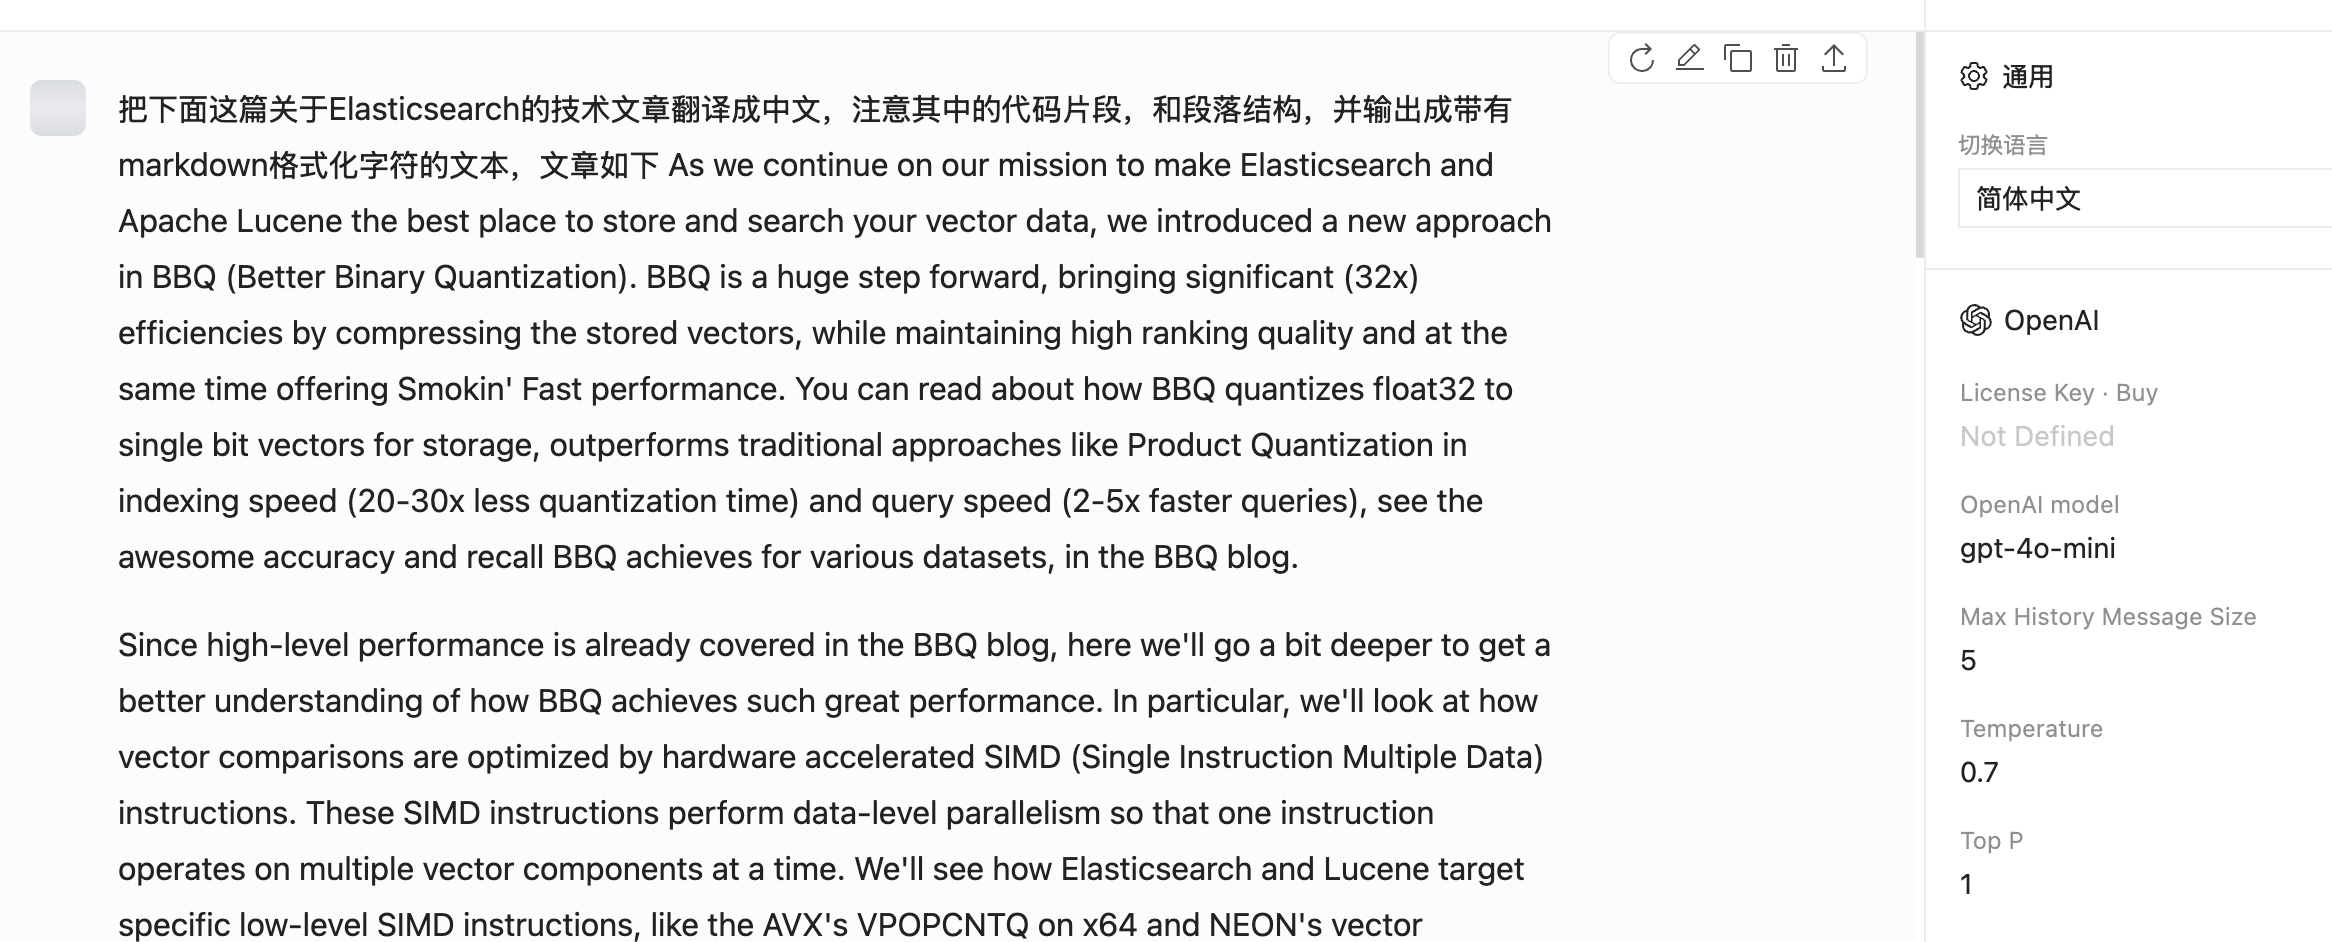 把下面这篇关于Elasticsearch的技术文章翻译成中文，注意其中的代码片段，和段落结构，并输出成带有
markdown格式化字符的文本，文章如下 As we continue on our mission to make Elasticsearch and
Apache Lucene the best place to store and search your vector data, we introduced a new approach
in BBQ (Better Binary Quantization). BBQ is a huge step forward, bringing significant (32x)
efficiencies by compressing the stored vectors, while maintaining high ranking quality and at the
same time offering Smokin' Fast performance. You can read about how BBQ quantizes float32 to
single bit vectors for storage, outperforms traditional approaches like Product Quantization in
indexing speed (20-30x less quantization time) and query speed (2-5x faster queries), see the
awesome accuracy and recall BBQ achieves for various datasets, in the BBQ blog.
Since high-level performance is already covered in the BBQ blog, here we'll go a bit deeper to get a
better understanding of how BBQ achieves such great performance. In particular, we'll look at how
vector comparisons are optimized by hardware accelerated SIMD (Single Instruction Multiple Data)
instructions. These SIMD instructions perform data-level parallelism so that one instruction
operates on multiple vector components at a time. We'll see how Elasticsearch and Lucene target
specific low-level SIMD instructions, like the AVX's VPOPCNTQ on x64 and NEON's vector
通用
切换语言
简体中文
OpenAI
License Key · Buy
Not Defined
OpenAI model
gpt-4o-mini
Max History Message Size
5
Temperature
0.7
Top P
1